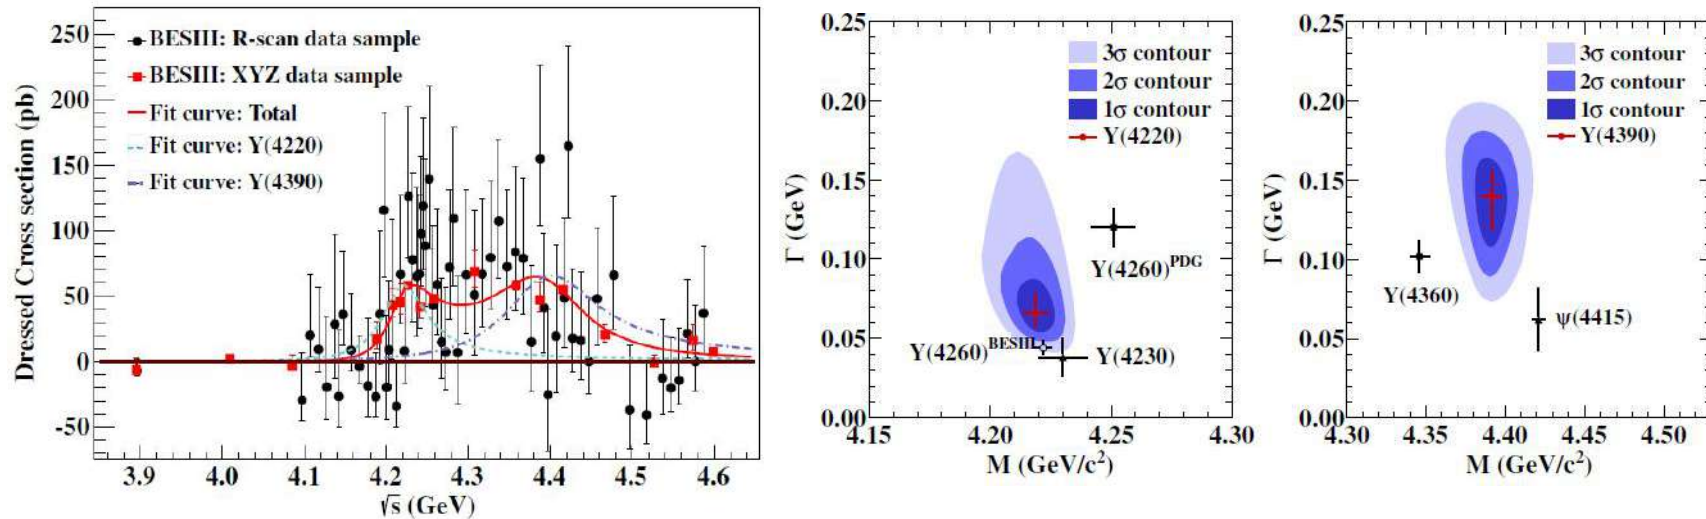 250
200
150
100
50
0
-50
Dressed Cross section (pb)
BESIII: R-scan data sample
BESIII: XYZ data sample
Fit curve: Total
Fit curve: Y(4220)
Fit curve: Y(4390)
3.9 4.0 4.1 4.2 4.3 4.4 4.5 4.6
√s (GeV)
0.25
0.20
0.15
0.10
0.05
0.00
Γ (GeV)
3σ contour
2σ contour
1σ contour
Y(4220)
Y(4260)PDG
Y(4260)BESIII
Y(4230)
4.15 4.20 4.25 4.30
M (GeV/c²)
0.25
0.20
0.15
0.10
0.05
0.00
Γ (GeV)
3σ contour
2σ contour
1σ contour
Y(4390)
Y(4360)
ψ(4415)
4.30 4.35 4.40 4.45 4.50
M (GeV/c²)